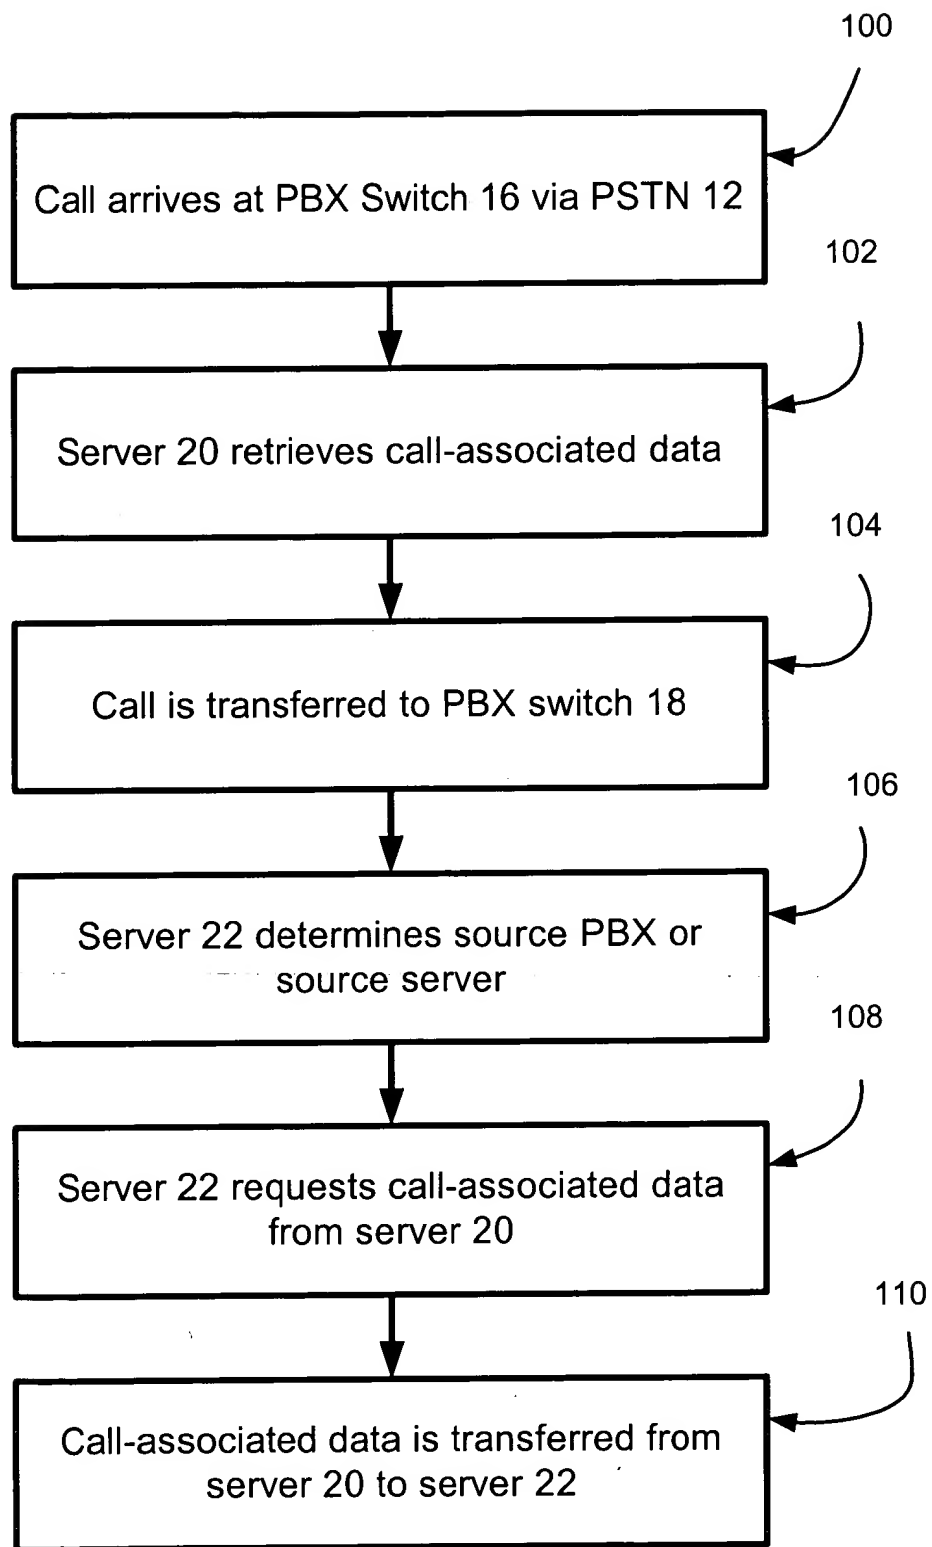 100
Call arrives at PBX Switch 16 via PSTN 12
102
Server 20 retrieves call-associated data
104
Call is transferred to PBX switch 18
106
Server 22 determines source PBX or
source server
108
Server 22 requests call-associated data
from server 20
110
Call-associated data is transferred from
server 20 to server 22